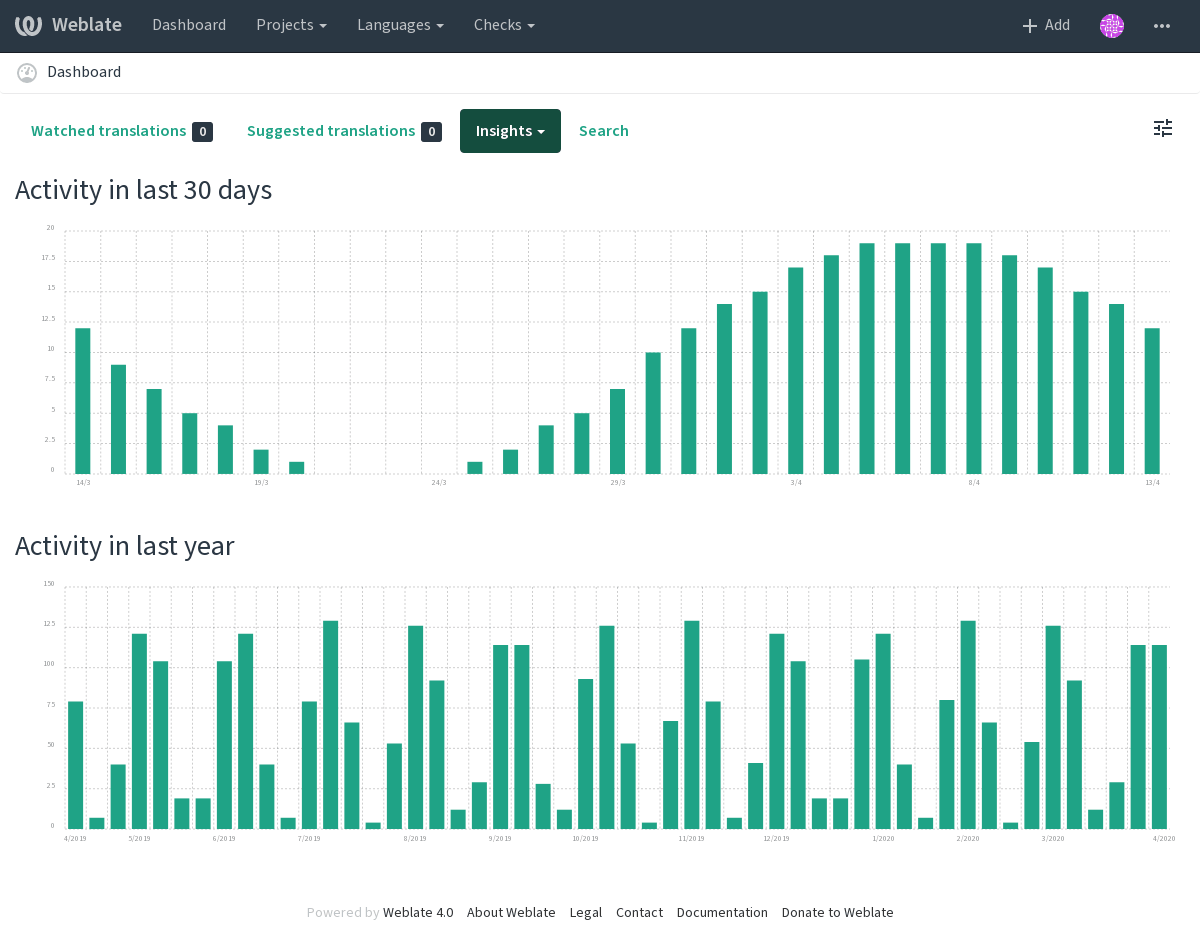 Weblate Dashboard Projects Languages Checks Add
Dashboard
Watched translations 0 Suggested translations 0 Insights Search
Activity in last 30 days
20
17.5
15
12.5
10
7.5
5
2.5
0
14/3 19/3 24/3 29/3 3/4 8/4 13/4
Activity in last year
150
125
100
75
50
25
0
4/2019 5/2019 6/2019 7/2019 8/2019 9/2019 10/2019 11/2019 12/2019 1/2020 2/2020 3/2020 4/2020
Powered by Weblate 4.0 About Weblate Legal Contact Documentation Donate to Weblate